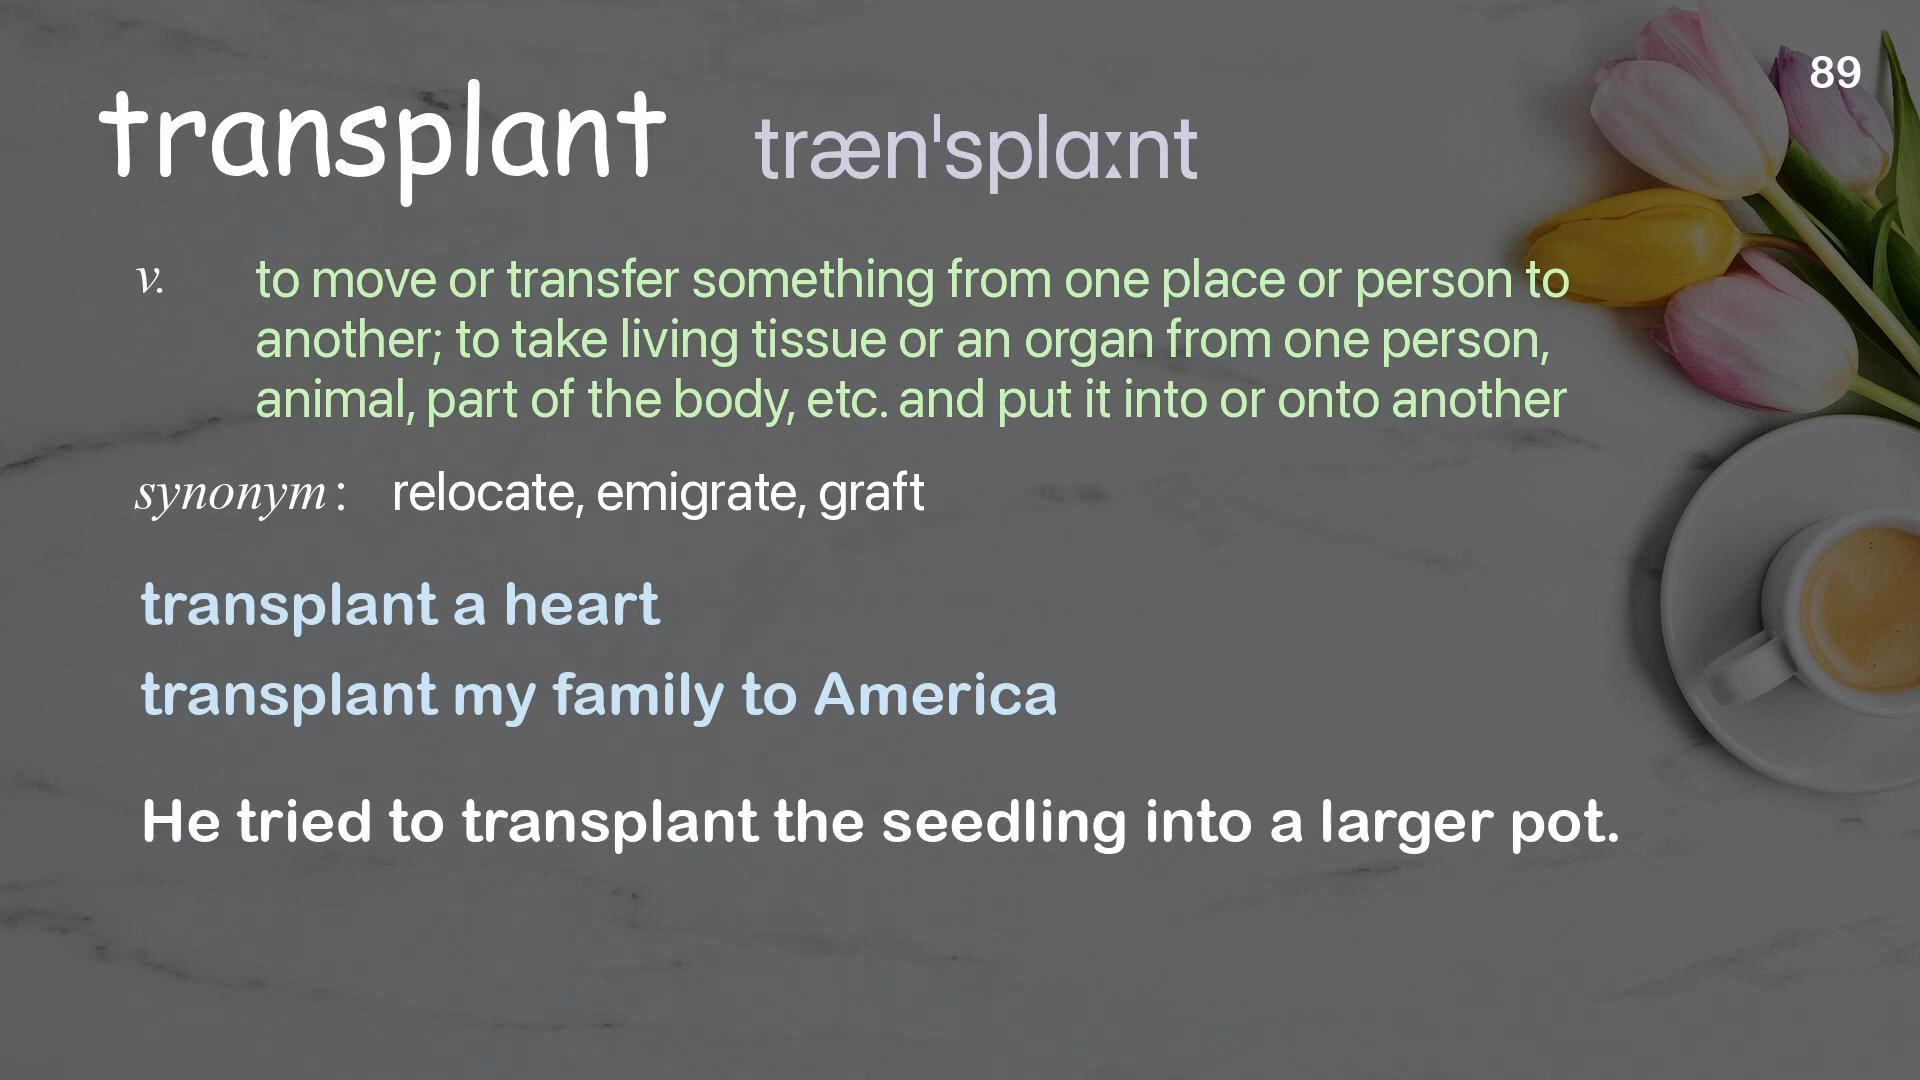 89
transplant træn'splɑːnt
v. to move or transfer something from one place or person to
another; to take living tissue or an organ from one person,
animal, part of the body, etc. and put it into or onto another
synonym : relocate, emigrate, graft
transplant a heart
transplant my family to America
He tried to transplant the seedling into a larger pot.